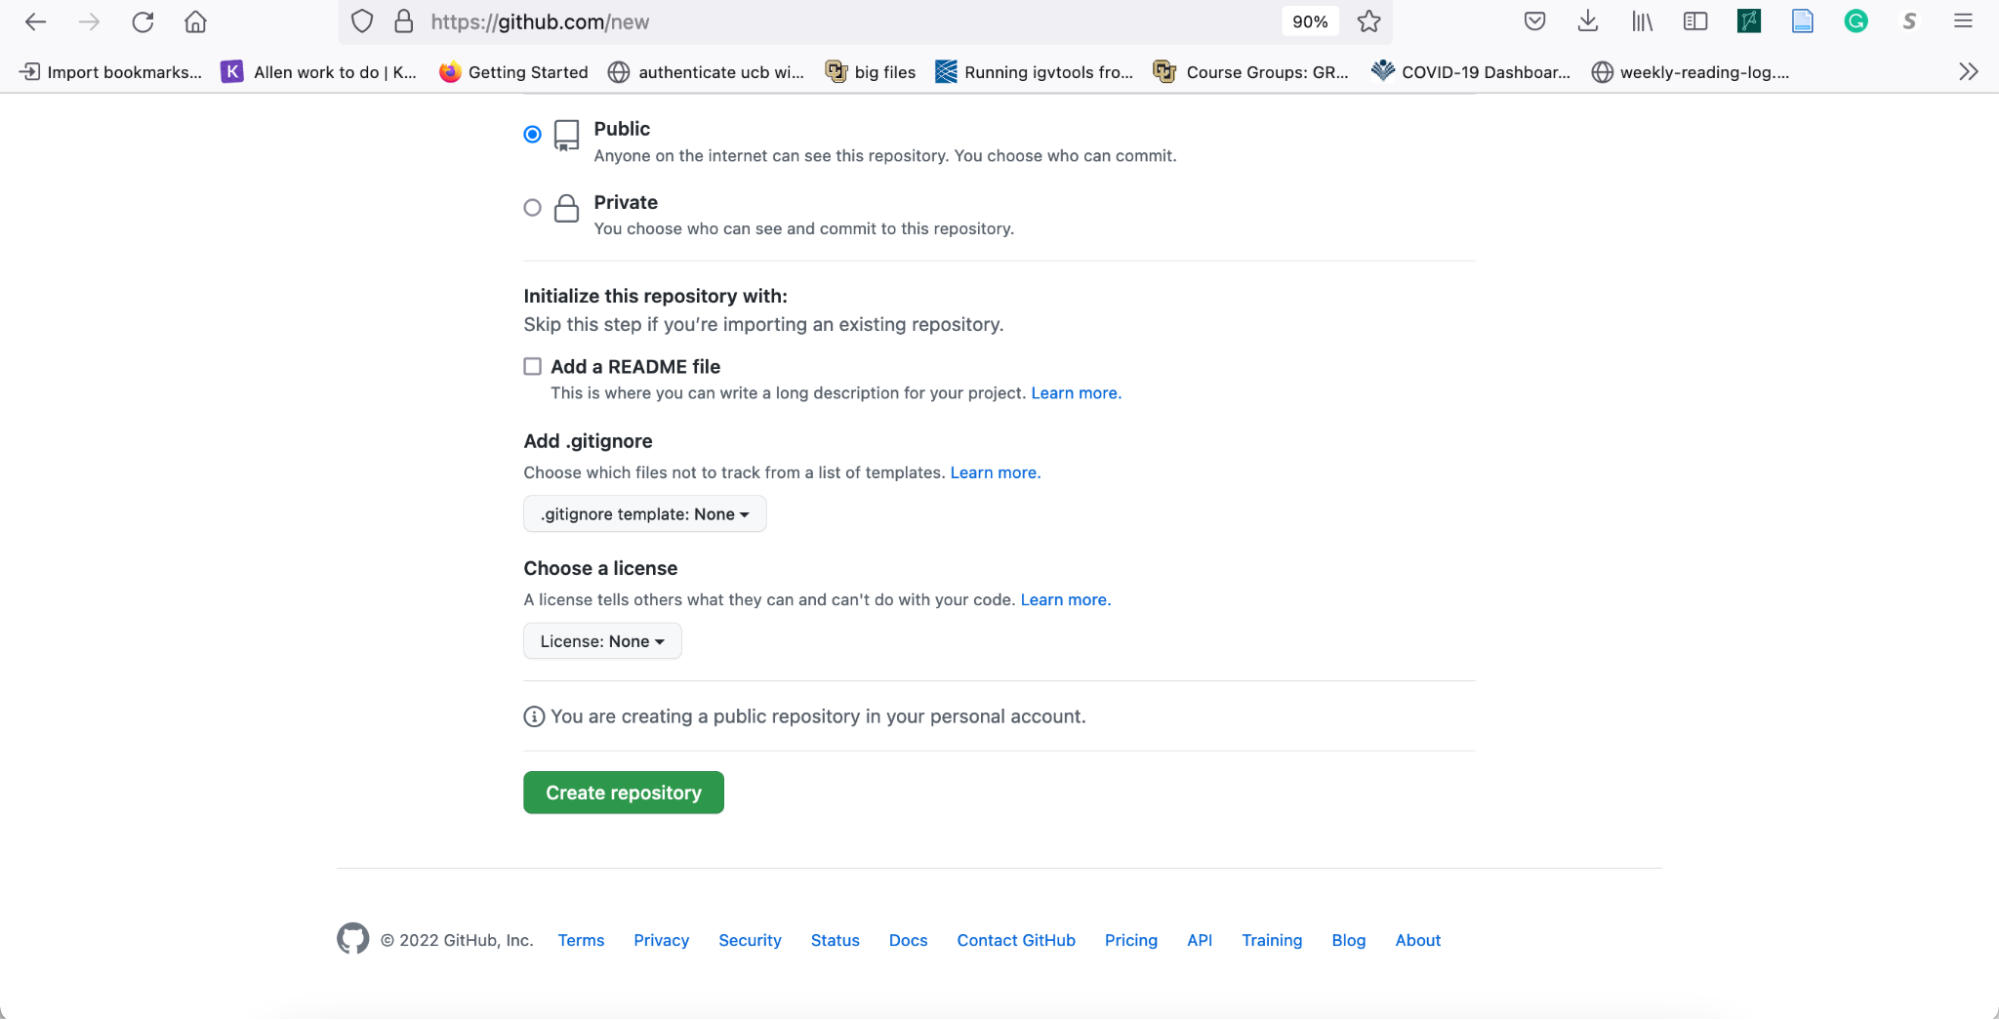 https://github.com/new
90%
Import bookmarks...
K
Allen work to do | K...
Getting Started
authenticate ucb wi...
big files
Running igvtools fro...
Course Groups: GR...
COVID-19 Dashboar...
weekly-reading-log....
Public
Anyone on the internet can see this repository. You choose who can commit.
Private
You choose who can see and commit to this repository.
Initialize this repository with:
Skip this step if you're importing an existing repository.
Add a README file
This is where you can write a long description for your project. Learn more.
Add .gitignore
Choose which files not to track from a list of templates. Learn more.
.gitignore template: None
Choose a license
A license tells others what they can and can't do with your code. Learn more.
License: None
You are creating a public repository in your personal account.
Create repository
© 2022 GitHub, Inc. Terms Privacy Security Status Docs Contact GitHub Pricing API Training Blog About